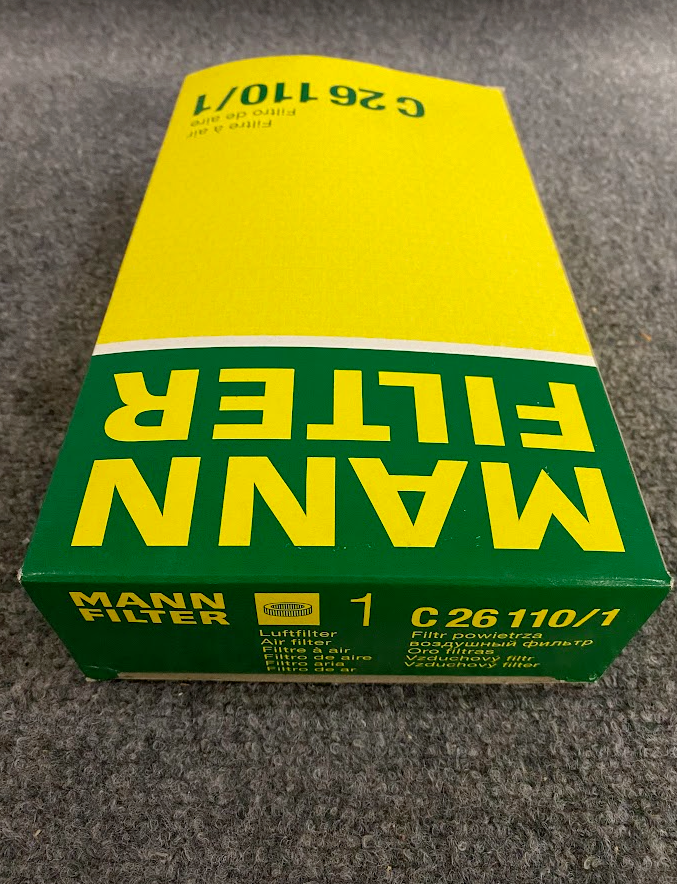 C 26 110/1
Filtre à air
Filtro de aire
MANN
FILTER
MANN
FILTER
1
C 26 110/1
Luftfilter
Air filter
Filtre à air
Filtro de aire
Filtro aria
Filtro de ar
Filtr powietrza
воздушный фильтр
Oro filtras
Vzduchový filtr
Vzduchový filter